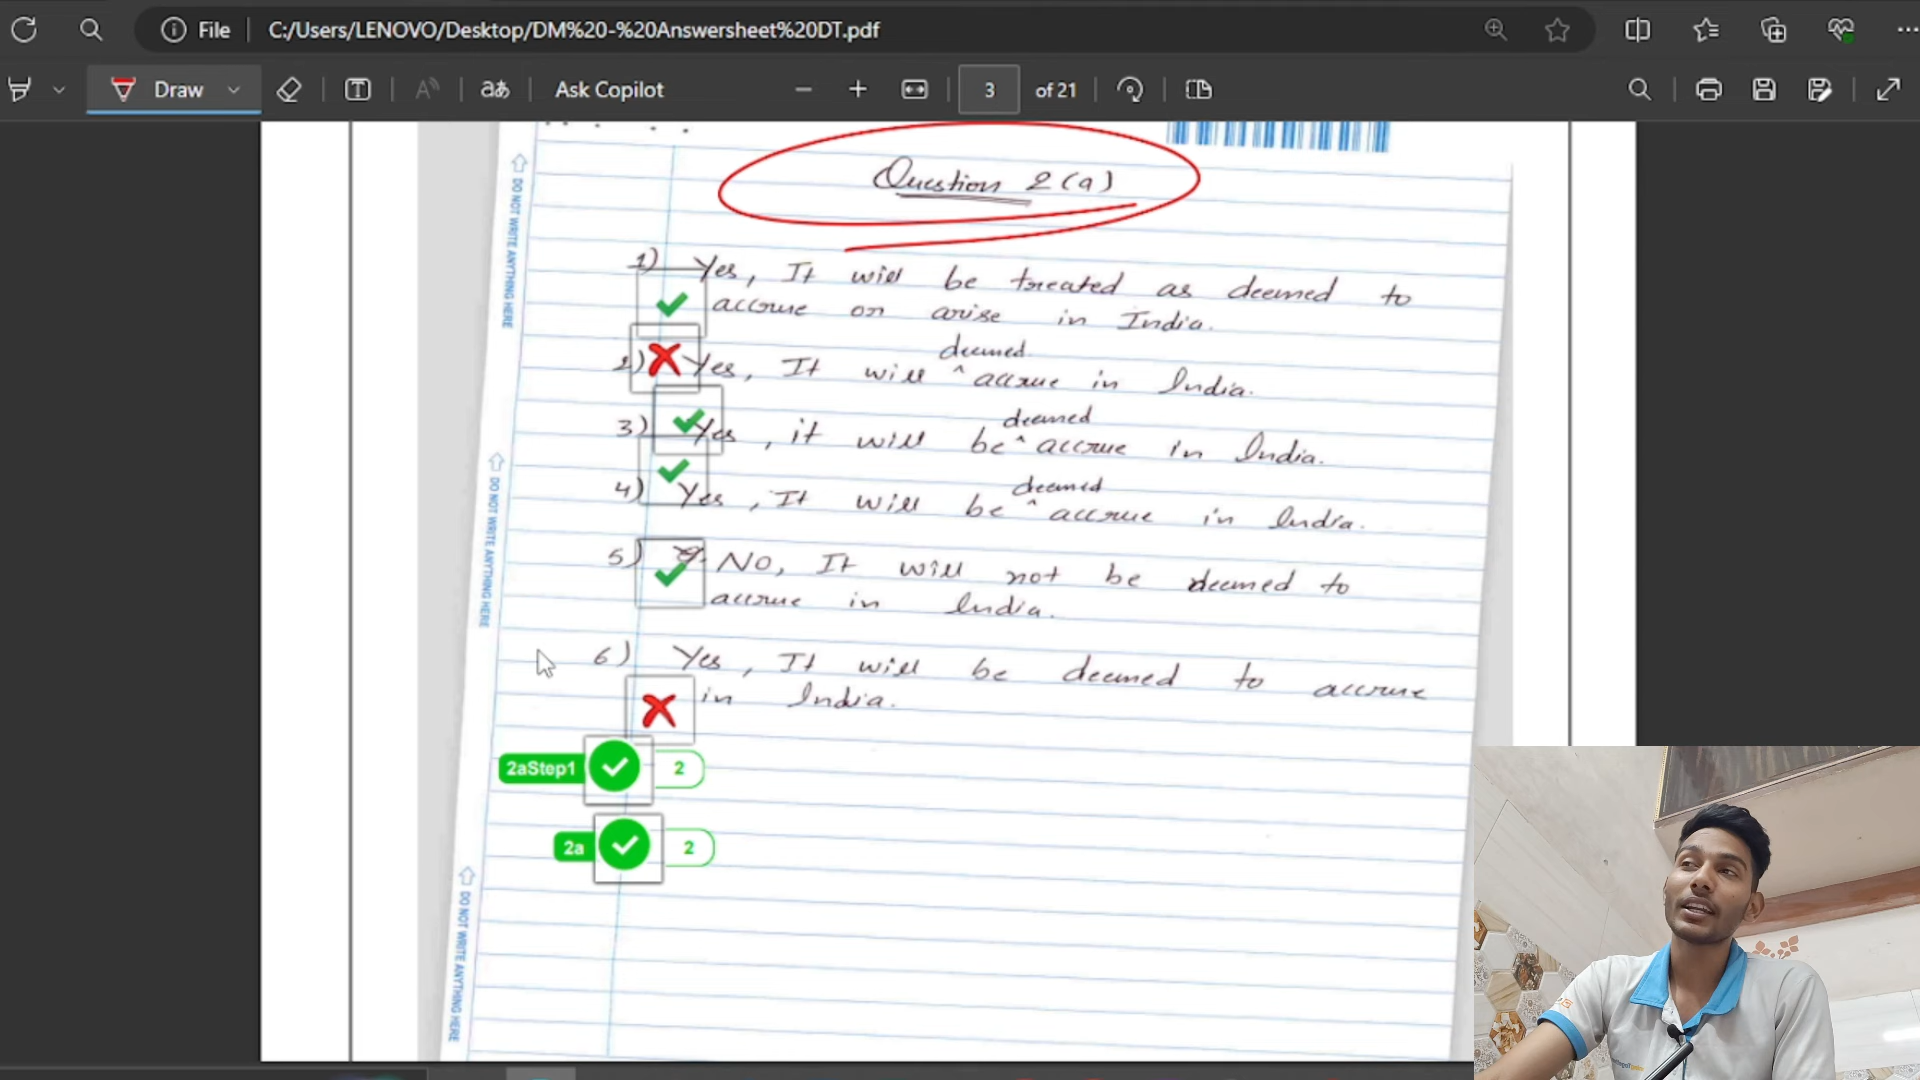 File
C:/Users/LENOVO/Desktop/DM%20-%20Answersheet%20DT.pdf
Draw
Ask Copilot
3 of 21
Question 2 (a)
1) Yes, It will be treated as deemed to
accrue or arise in India.
2) Yes, It will ^ deemed accrue in India.
3) Yes, it will be ^ deemed accrue in India.
4) Yes, It will be ^ deemed accrue in India.
5) No, It will not be deemed to
accrue in India.
6) Yes, It will be deemed to accrue
in India.
2aStep1 2
2a 2
DO NOT WRITE ANYTHING HERE
DO NOT WRITE ANYTHING HERE
DO NOT WRITE ANYTHING HERE